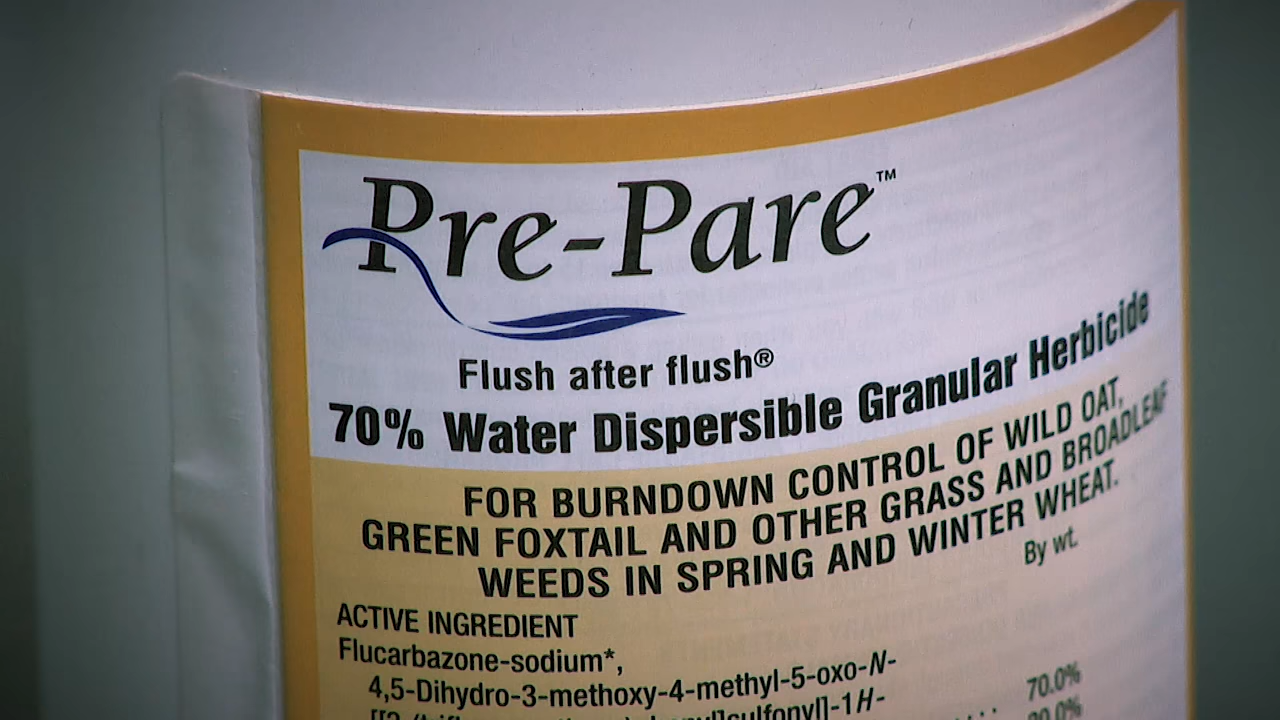 Pre-Pare™
Flush after flush®
70% Water Dispersible Granular Herbicide
FOR BURNDOWN CONTROL OF WILD OAT,
GREEN FOXTAIL AND OTHER GRASS AND BROADLEAF
WEEDS IN SPRING AND WINTER WHEAT.
By wt.
ACTIVE INGREDIENT
Flucarbazone-sodium*,
4,5-Dihydro-3-methoxy-4-methyl-5-oxo-N-
70.0%